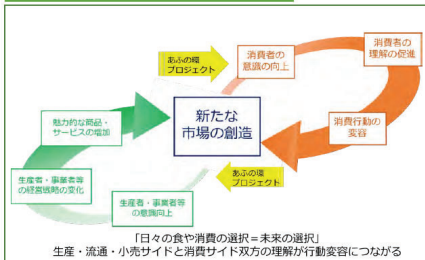 あふの環
プロジェクト
消費者の
意識の向上
消費者の
理解の促進
消費行動の
変容
新たな
市場の創造
魅力的な商品・
サービスの増加
生産者・事業者等
の経営戦略の変化
生産者・事業者等
の意識向上
あふの環
プロジェクト
「日々の食や消費の選択=未来の選択」
生産・流通・小売サイドと消費サイド双方の理解が行動変容につながる